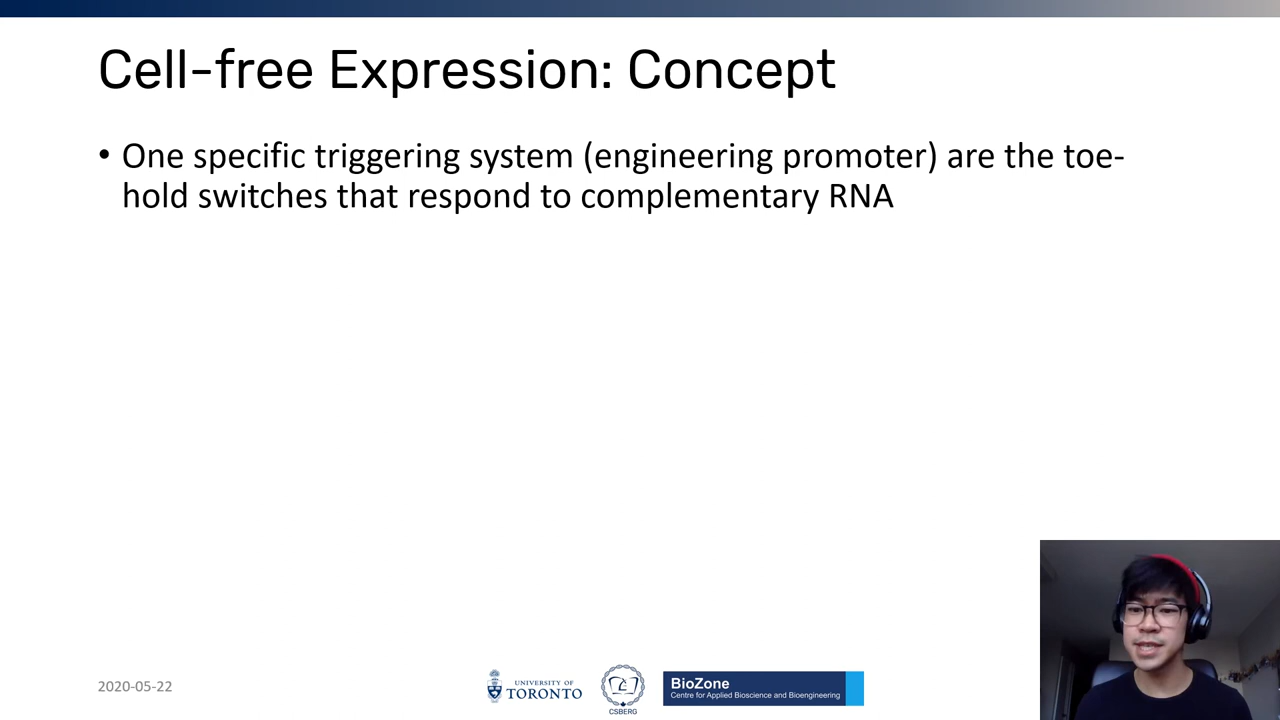 Cell-free Expression: Concept
• One specific triggering system (engineering promoter) are the toe-
hold switches that respond to complementary RNA
2020-05-22
UNIVERSITY OF
TORONTO
CSBERG
BioZone
Centre for Applied Bioscience and Bioengineering